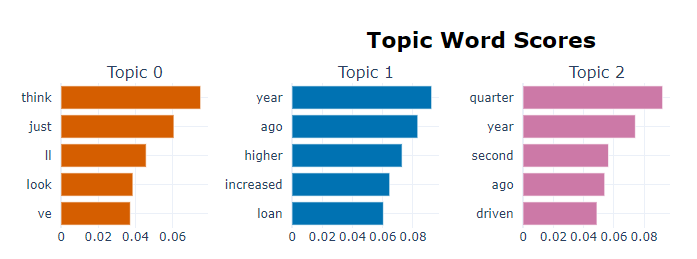 Topic Word Scores
Topic 0
think
just
ll
look
ve
0 0.02 0.04 0.06
Topic 1
year
ago
higher
increased
loan
0 0.02 0.04 0.06 0.08
Topic 2
quarter
year
second
ago
driven
0 0.02 0.04 0.06 0.08